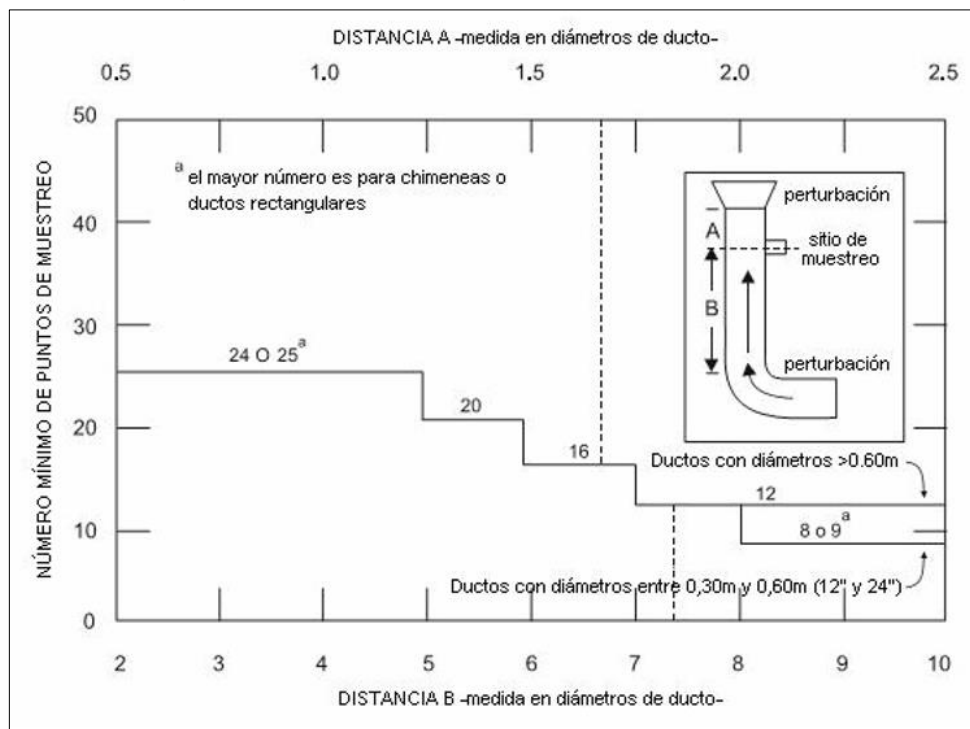 DISTANCIA A -medida en diámetros de ducto-
0.5 1.0 1.5 2.0 2.5
NÚMERO MÍNIMO DE PUNTOS DE MUESTREO
50
40
30
20
10
0
a el mayor número es para chimeneas o
ductos rectangulares
perturbación
A
sitio de
muestreo
B
perturbación
24 O 25 a
20
16
Ductos con diámetros >0.60m
12
8 o 9 a
Ductos con diámetros entre 0,30m y 0,60m (12" y 24")
2 3 4 5 6 7 8 9 10
DISTANCIA B -medida en diámetros de ducto-